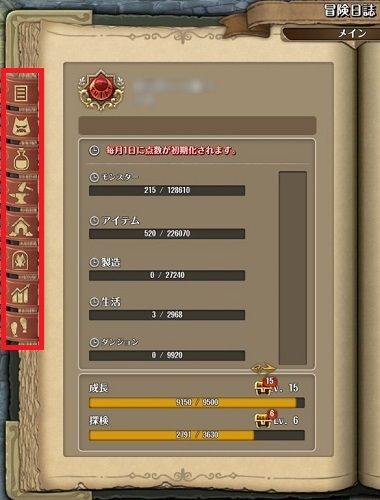 冒険日誌
メイン
毎月1日に点数が初期化されます。
モンスター
215 / 128610
アイテム
520 / 226070
製造
0 / 27240
生活
3 / 2968
ダンジョン
0 / 9920
成長
15
Lv. 15
9150 / 9500
探検
6
Lv. 6
2791 / 3630